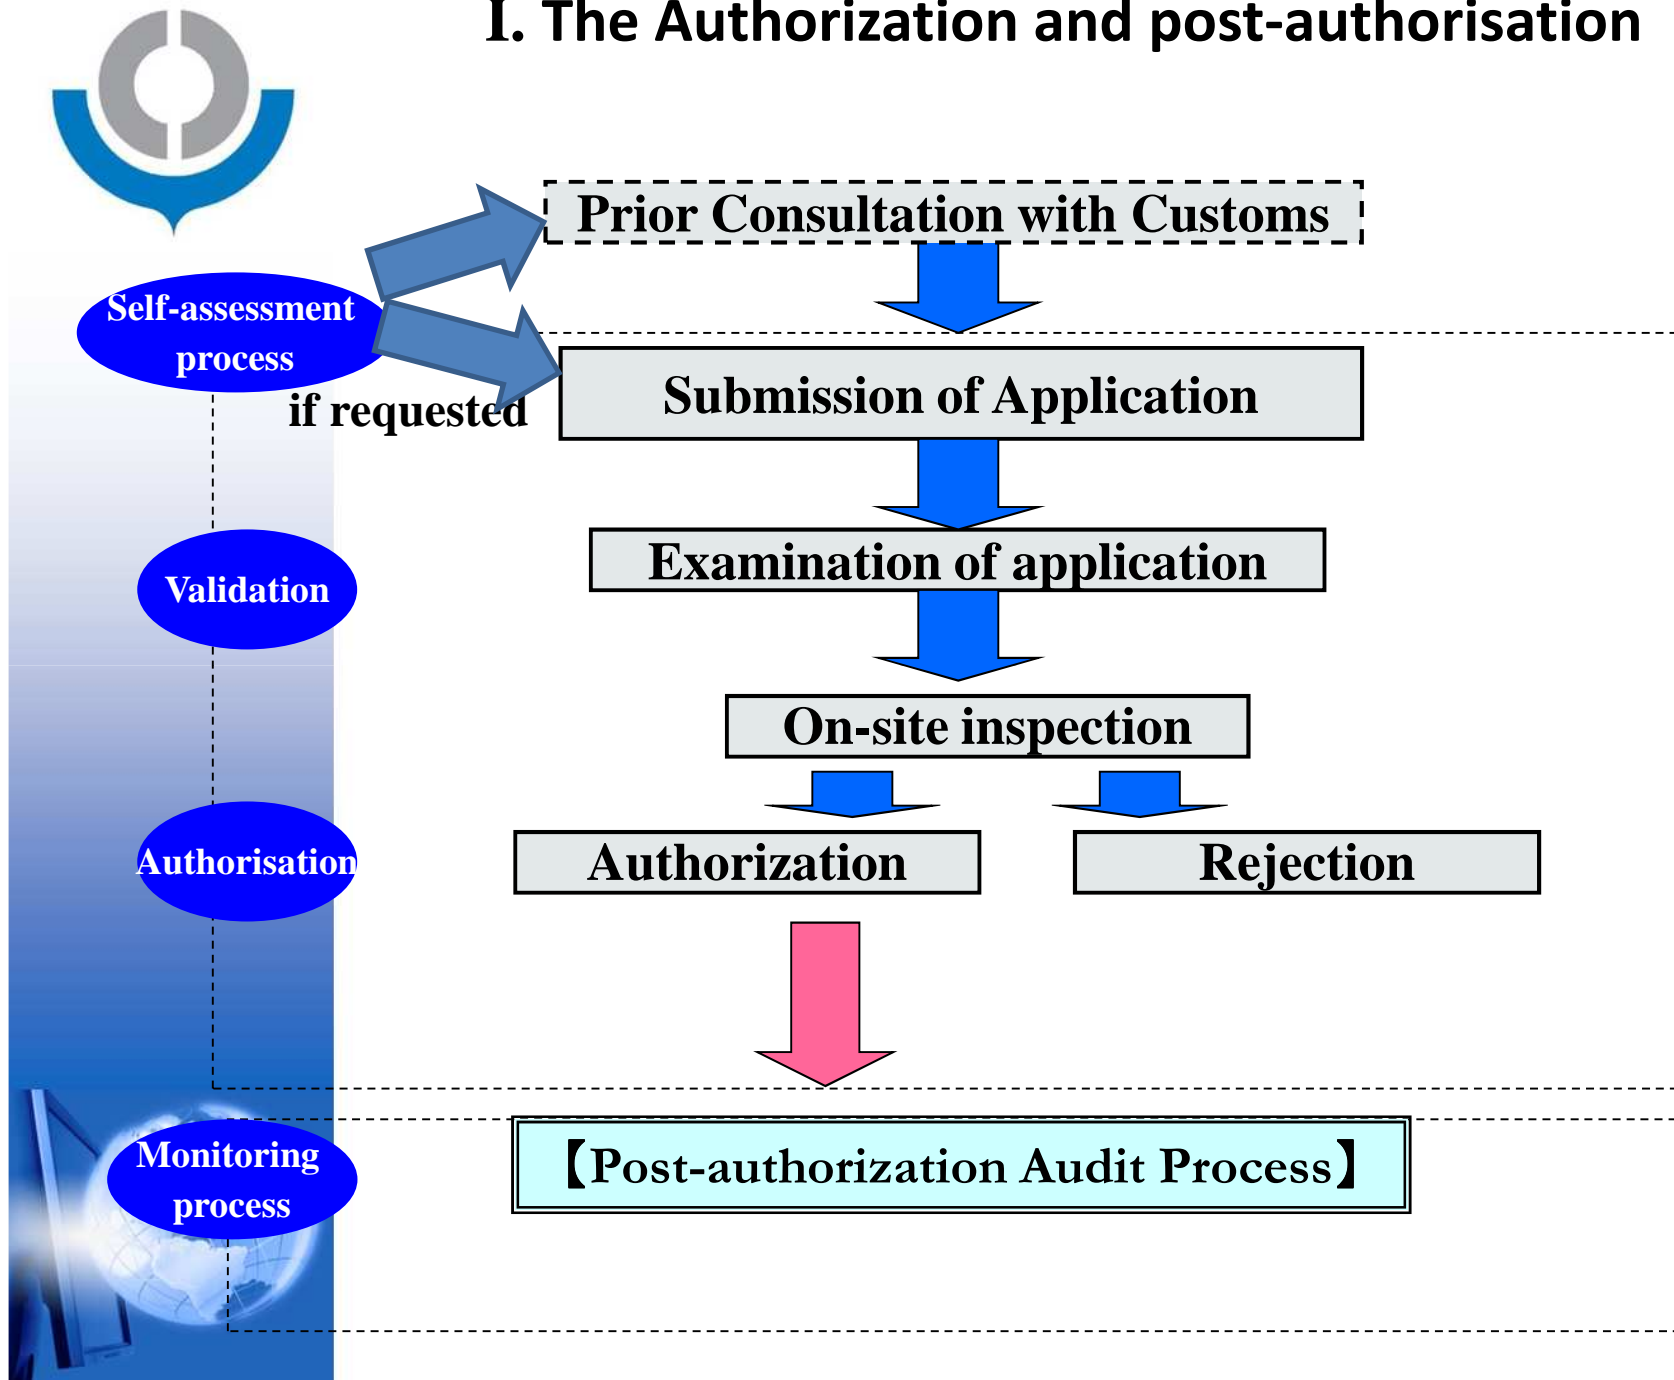 I. The Authorization and post-authorisation
Prior Consultation with Customs
Self-assessment
process
if requested
Submission of Application
Examination of application
Validation
On-site inspection
Authorisation
Authorization
Rejection
Monitoring
process
【Post-authorization Audit Process】